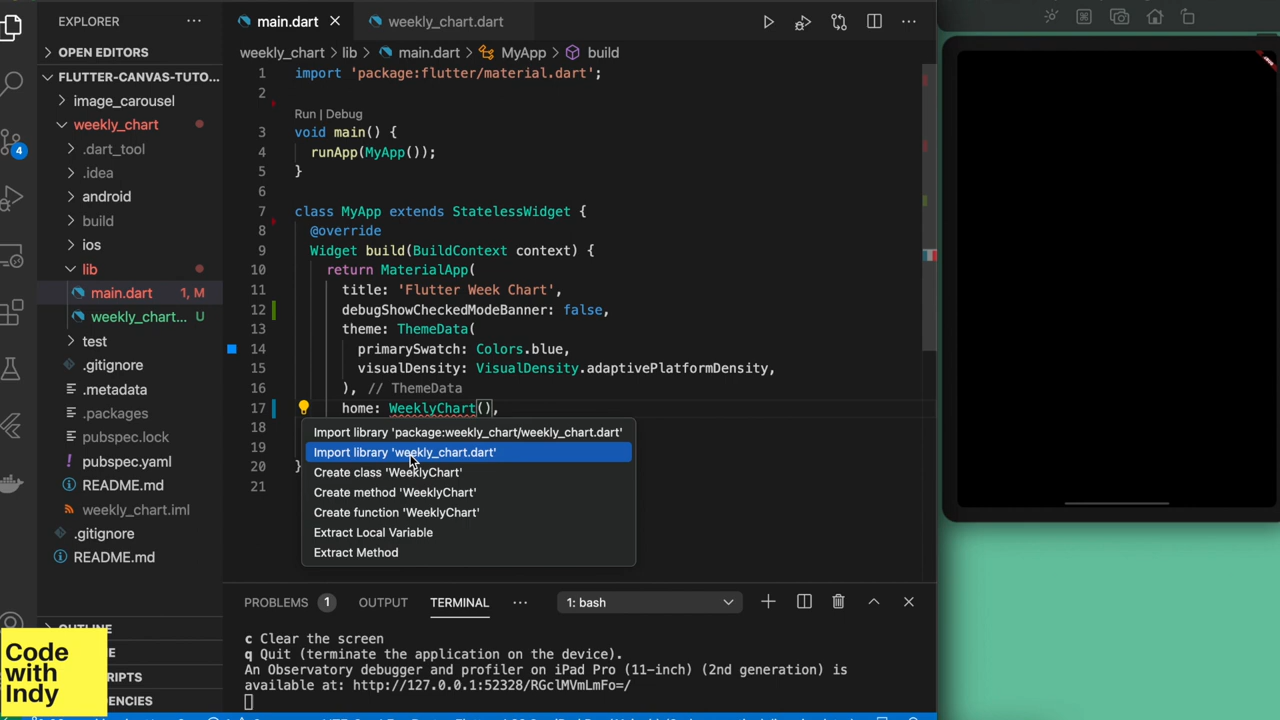 EXPLORER
main.dart
weekly_chart.dart
OPEN EDITORS
weekly_chart
lib
main.dart
MyApp
build
FLUTTER-CANVAS-TUTO...
image_carousel
weekly_chart
.dart_tool
.idea
android
build
ios
lib
main.dart 1, M
weekly_chart... U
test
.gitignore
.metadata
.packages
pubspec.lock
pubspec.yaml
README.md
weekly_chart.iml
.gitignore
README.md
4
1 import 'package:flutter/material.dart';
2
Run | Debug
3 void main() {
4 runApp(MyApp());
5 }
6
7 class MyApp extends StatelessWidget {
8 @override
9 Widget build(BuildContext context) {
10 return MaterialApp(
11 title: 'Flutter Week Chart',
12 debugShowCheckedModeBanner: false,
13 theme: ThemeData(
14 primarySwatch: Colors.blue,
15 visualDensity: VisualDensity.adaptivePlatformDensity,
16 ), // ThemeData
17 home: WeeklyChart(),
18
19
20 }
21
Import library 'package:weekly_chart/weekly_chart.dart'
Import library 'weekly_chart.dart'
Create class 'WeeklyChart'
Create method 'WeeklyChart'
Create function 'WeeklyChart'
Extract Local Variable
Extract Method
PROBLEMS 1 OUTPUT TERMINAL ... 1: bash
c Clear the screen
q Quit (terminate the application on the device).
An Observatory debugger and profiler on iPad Pro (11-inch) (2nd generation) is
available at: http://127.0.0.1:52328/RGclMVmLmFo=/
OUTLINE
Code
with
Indy